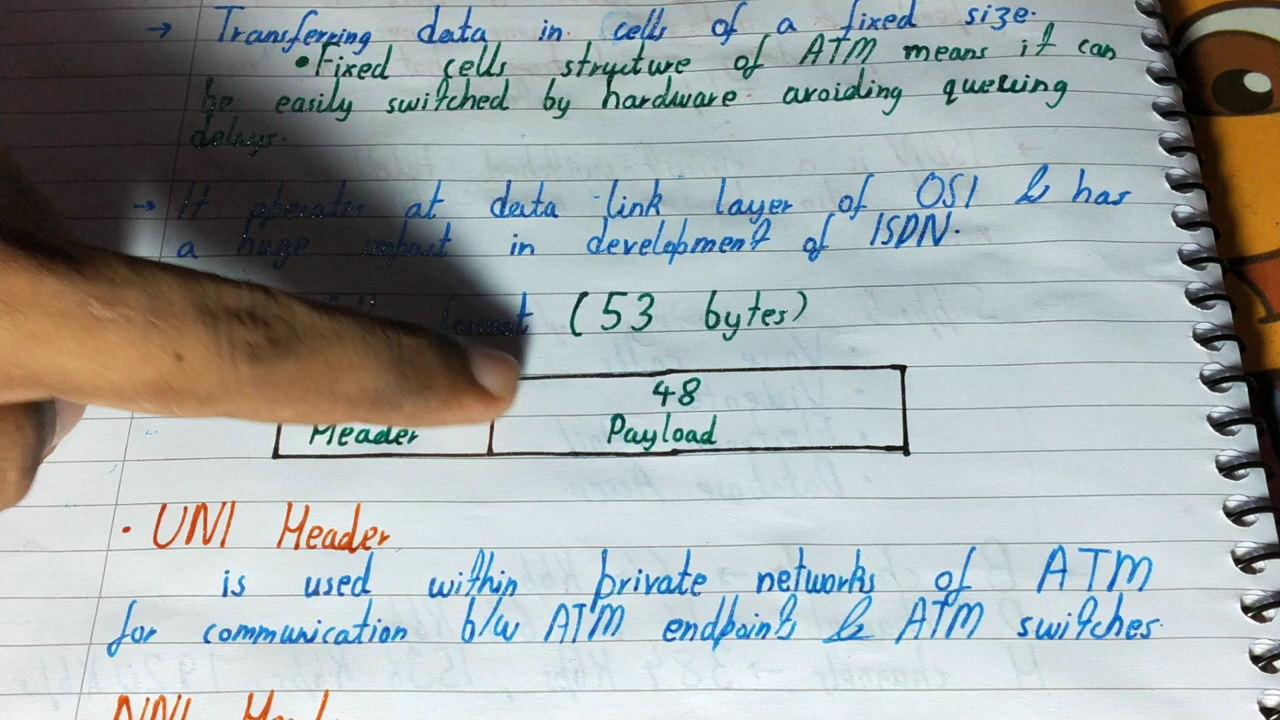 → Transferring data in cells of a fixed size.
• Fixed cells structure of ATM means it can
be easily switched by hardware avoiding queuing
delays.
→ It operates at data link layer of OSI & has
a huge impact in development of ISDN.
format (53 bytes)
48
Header Payload
• UNI Header
is used within private networks of ATM
for communication b/w ATM endpoints & ATM switches.
NNI Header